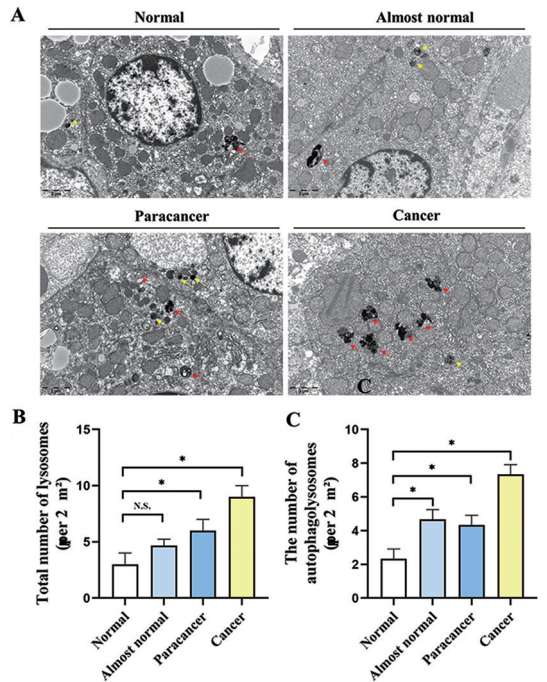 A
Normal
Almost normal
Paracancer
Cancer
C
B
Total number of lysosomes
(per 2 m²)
15
10
5
0
*
*
N.S.
Normal
Almost normal
Paracancer
Cancer
C
The number of
autophagolysosomes
(per 2 m²)
8
6
4
2
0
*
*
*
Normal
Almost normal
Paracancer
Cancer